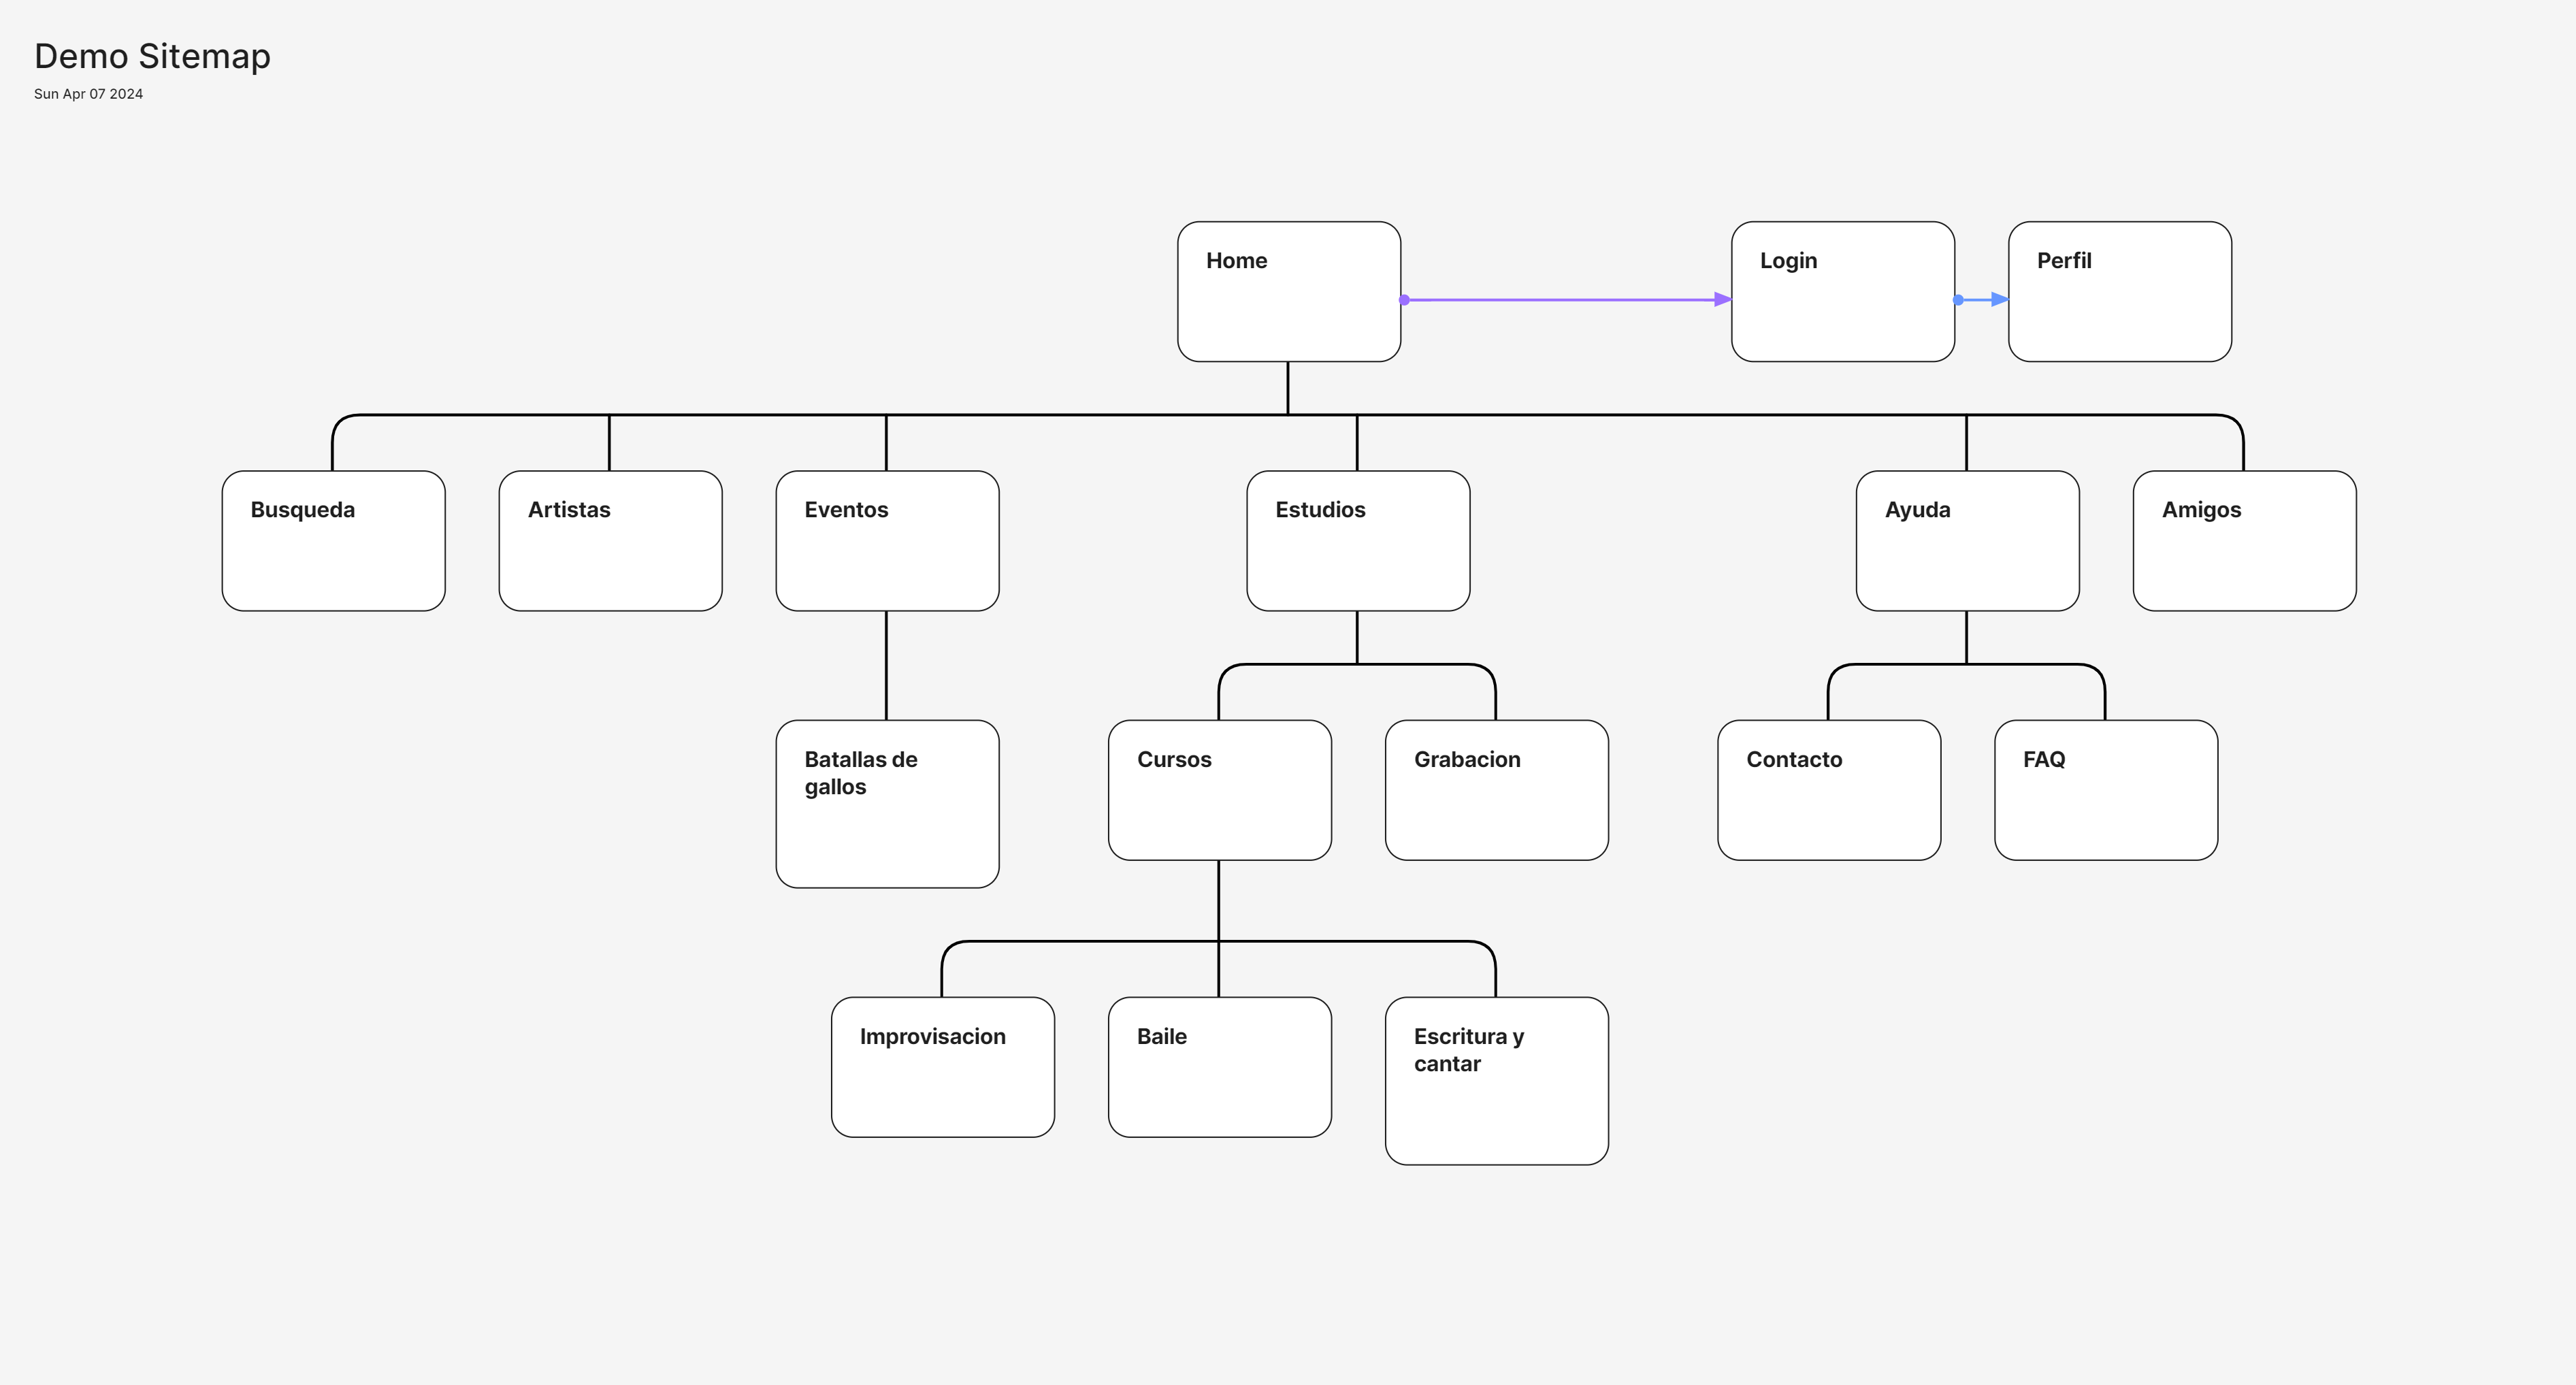 Demo Sitemap
Sun Apr 07 2024
Home
Login
Perfil
Busqueda
Artistas
Eventos
Estudios
Ayuda
Amigos
Batallas de
gallos
Cursos
Grabacion
Contacto
FAQ
Improvisacion
Baile
Escritura y
cantar